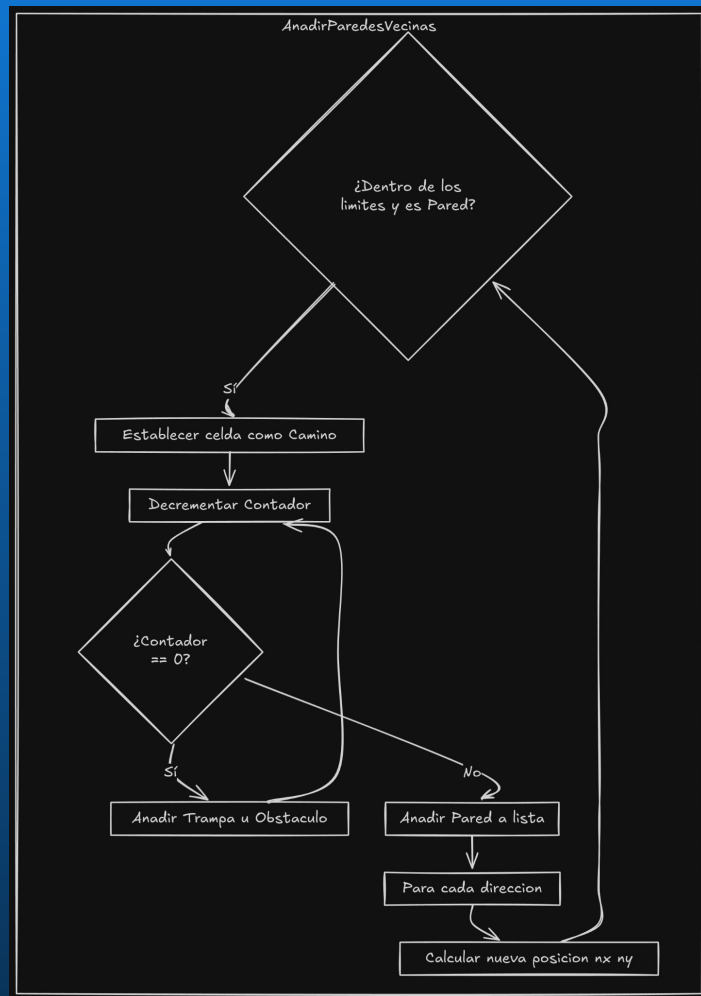 AnadirParedesVecinas
¿Dentro de los
limites y es Pared?
Sí
Establecer celda como Camino
Decrementar Contador
¿Contador
== 0?
Sí
No
Anadir Trampa u Obstaculo
Anadir Pared a lista
Para cada direccion
Calcular nueva posicion nx ny